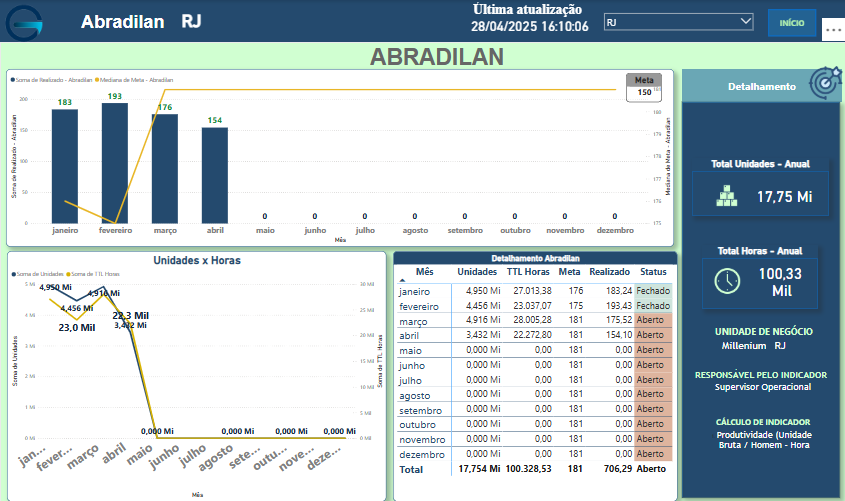 Abradilan RJ
Última atualização
28/04/2025 16:10:06
RJ
INÍCIO
...
ABRADILAN
Soma de Realizado - Abradilan Mediana de Meta - Abradilan
Meta
150
Soma de Realizado - Abradilan
200
150
100
50
0
183
193
176
154
0
0
0
0
0
0
0
0
janeiro
fevereiro
março
abril
maio
junho
julho
agosto
setembro
outubro
novembro
dezembro
Mês
180
179
178
177
176
175
Mediana de Meta - Abradilan
Detalhamento
Total Unidades - Anual
17,75 Mi
Total Horas - Anual
100,33
Mil
UNIDADE DE NEGÓCIO
Millenium RJ
RESPONSÁVEL PELO INDICADOR
Supervisor Operacional
CÁLCULO DE INDICADOR
Produtividade (Unidade
Bruta / Homem - Hora
Unidades x Horas
Soma de Unidades Soma de TTL Horas
Soma de Unidades
5 Mi
4 Mi
3 Mi
2 Mi
1 Mi
0 Mi
4,950 Mi
4,456 Mi
4,916 Mi
23,0 Mil
22,3 Mil
3,432 Mi
0,000 Mi
0,000 Mi
0,000 Mi
0,000 Mi
30 Mil
25 Mil
20 Mil
15 Mil
10 Mil
5 Mil
0 Mil
Soma de TTL Horas
jan...
fever...
março
abril
maio
junho
julho
agosto
sete...
outu...
nove...
deze...
Mês
Detalhamento Abradilan
Mês Unidades TTL Horas Meta Realizado Status
janeiro 4,950 Mi 27.013,38 176 183,24 Fechado
fevereiro 4,456 Mi 23.037,07 175 193,43 Fechado
março 4,916 Mi 28.005,28 181 175,52 Aberto
abril 3,432 Mi 22.272,80 181 154,10 Aberto
maio 0,000 Mi 0,00 181 0,00 Aberto
junho 0,000 Mi 0,00 181 0,00 Aberto
julho 0,000 Mi 0,00 181 0,00 Aberto
agosto 0,000 Mi 0,00 181 0,00 Aberto
setembro 0,000 Mi 0,00 181 0,00 Aberto
outubro 0,000 Mi 0,00 181 0,00 Aberto
novembro 0,000 Mi 0,00 181 0,00 Aberto
dezembro 0,000 Mi 0,00 181 0,00 Aberto
Total 17,754 Mi 100.328,53 181 706,29 Aberto